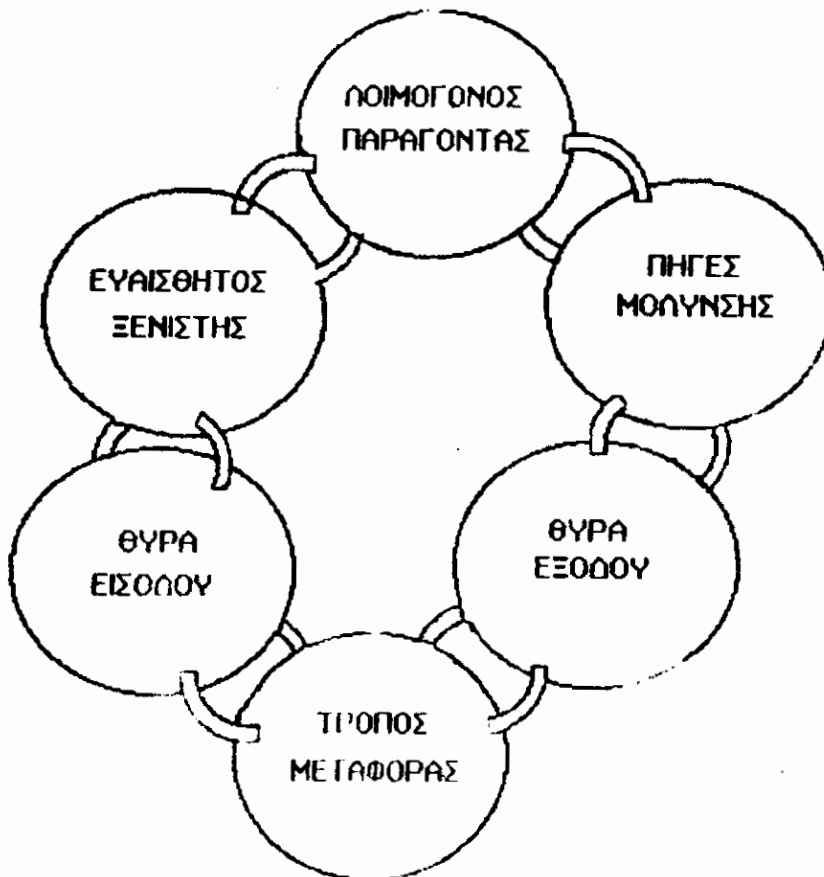 ΛΟΙΜΟΓΟΝΟΣ
ΠΑΡΑΓΟΝΤΑΣ
ΠΗΓΕΣ
ΜΟΛΥΝΣΗΣ
ΘΥΡΑ
ΕΞΟΔΟΥ
ΤΡΟΠΟΣ
ΜΕΤΑΦΟΡΑΣ
ΘΥΡΑ
ΕΙΣΟΔΟΥ
ΕΥΑΙΣΘΗΤΟΣ
ΞΕΝΙΣΤΗΣ